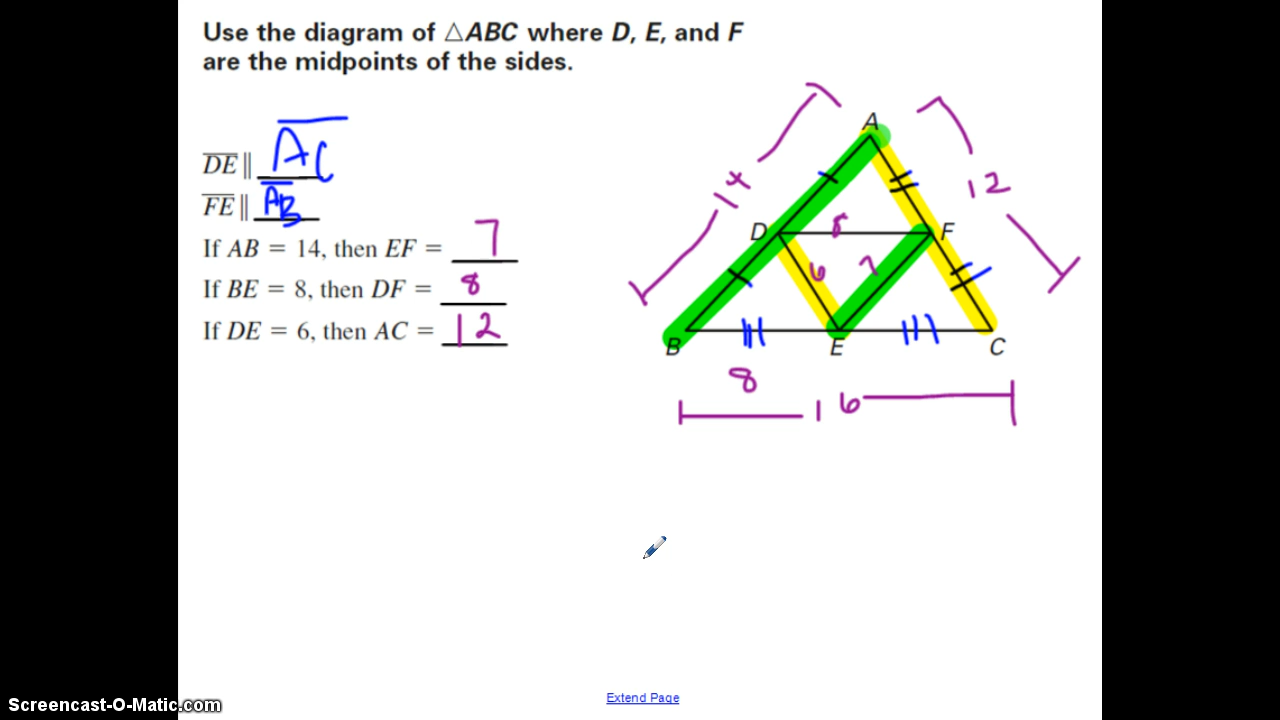 Use the diagram of △ABC where D, E, and F
are the midpoints of the sides.
DE || AC
FE || AB
If AB = 14, then EF = 7
If BE = 8, then DF = 8
If DE = 6, then AC = 12
A
14
12
D
8
F
6
7
B
E
C
8
16
Extend Page
Screencast-O-Matic.com